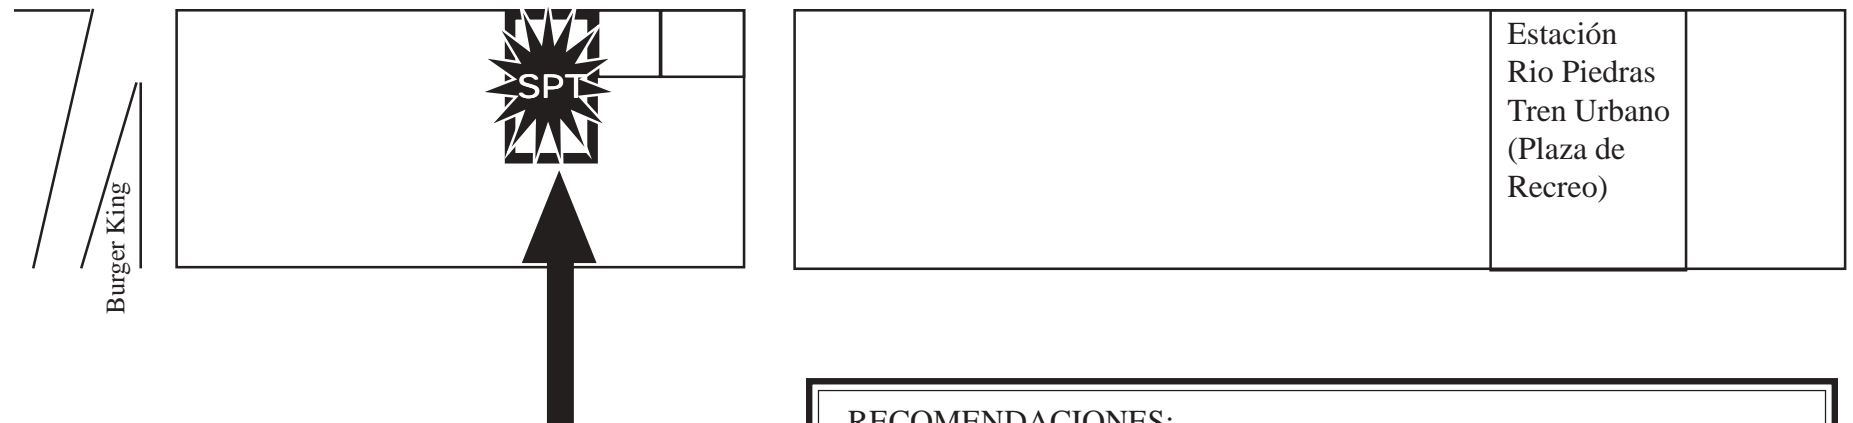 SPT
Estación
Rio Piedras
Tren Urbano
(Plaza de
Recreo)
Burger King
RECOMENDACIONES: